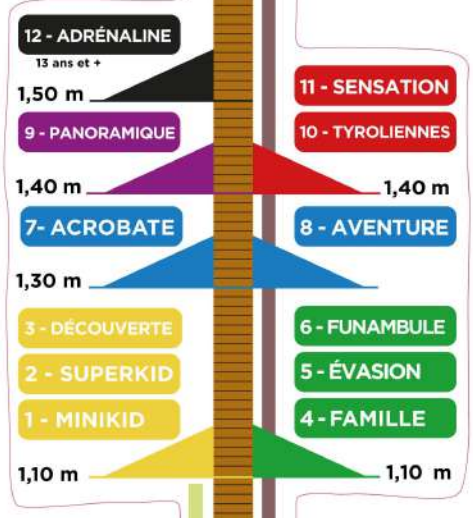 12 - ADRÉNALINE
13 ans et +
1,50 m
11 - SENSATION
9 - PANORAMIQUE
10 - TYROLIENNES
1,40 m
1,40 m
7- ACROBATE
8 - AVENTURE
1,30 m
3 - DÉCOUVERTE
6 - FUNAMBULE
2 - SUPERKID
5 - ÉVASION
1 - MINIKID
4 - FAMILLE
1,10 m
1,10 m